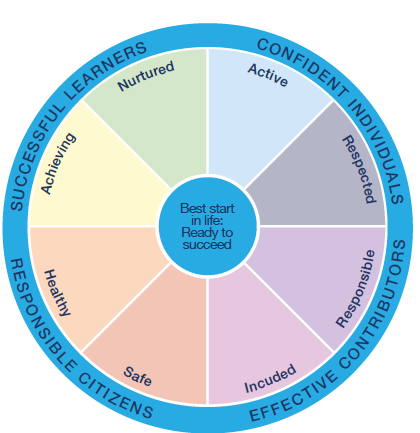 SUCCESSFUL LEARNERS
CONFIDENT INDIVIDUALS
Nurtured
Active
Achieving
Respected
Best start
in life:
Ready to
succeed
Healthy
Responsible
Safe
Incuded
RESPONSIBLE CITIZENS
EFFECTIVE CONTRIBUTORS